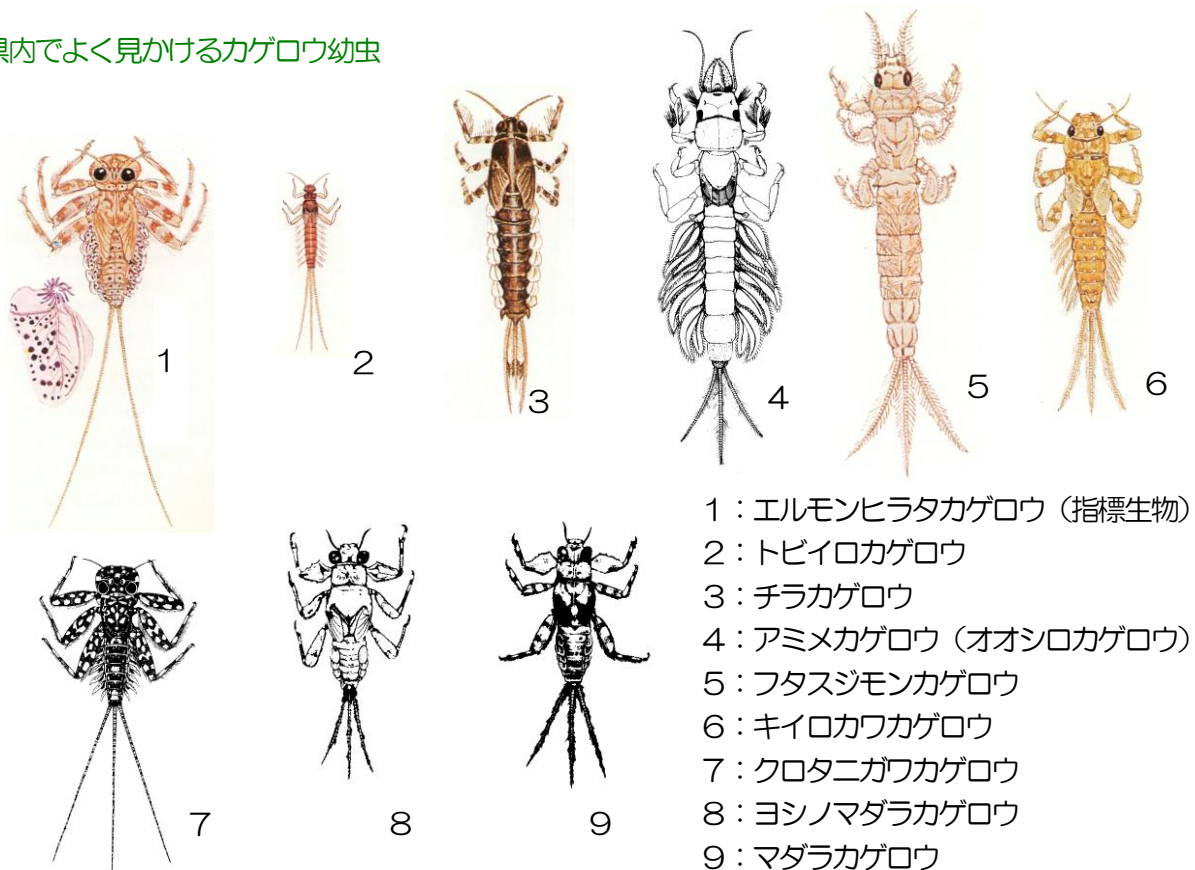 県内でよく見かけるカゲロウ幼虫
1
2
3
4
5
6
7
8
9
1：エルモンヒラタカゲロウ（指標生物）
2：トビイロカゲロウ
3：チラカゲロウ
4：アミメカゲロウ（オオシロカゲロウ）
5：フタスジモンカゲロウ
6：キイロカワカゲロウ
7：クロタニガワカゲロウ
8：ヨシノマダラカゲロウ
9：マダラカゲロウ